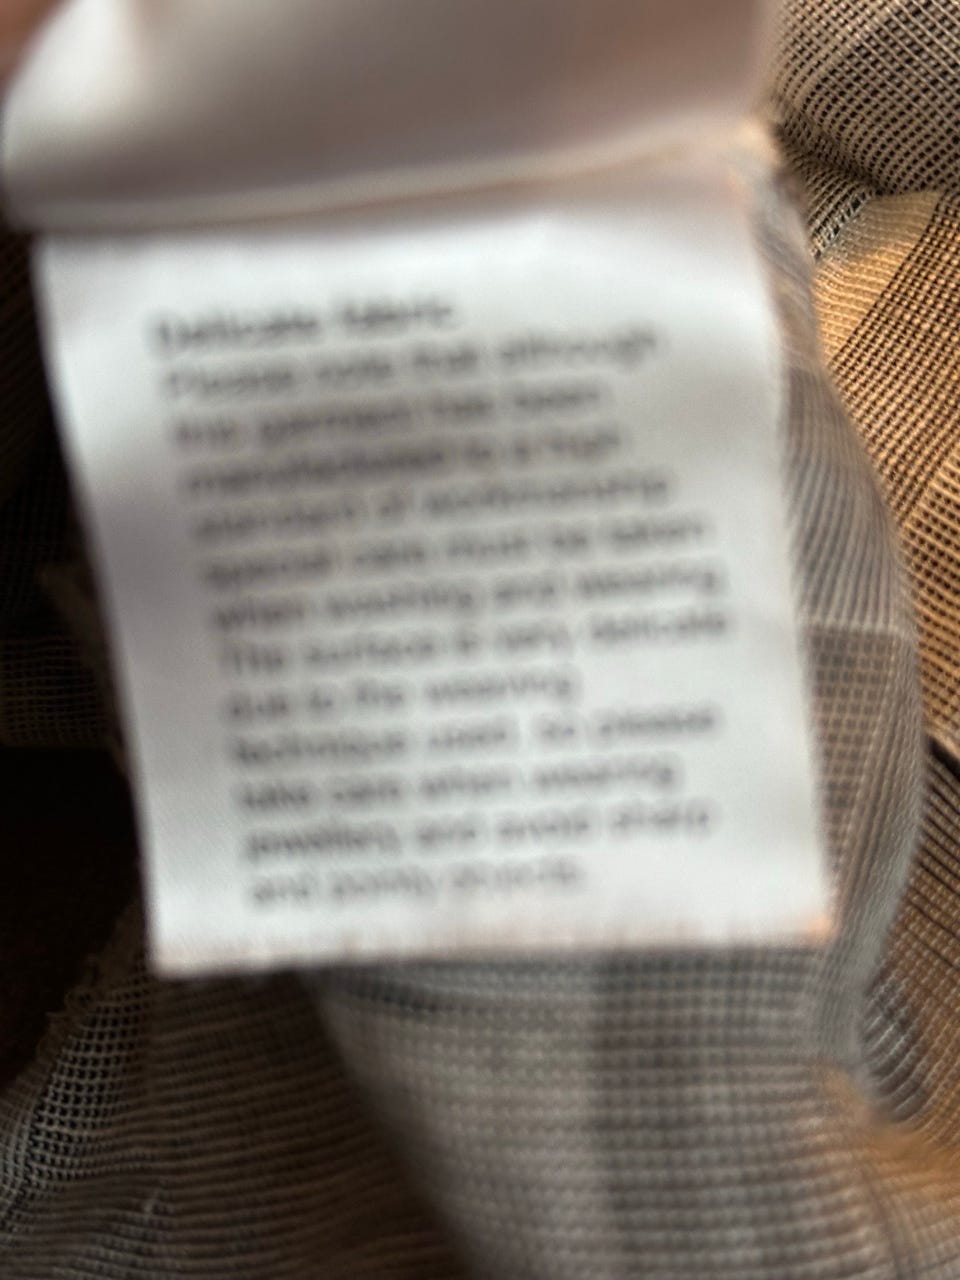 Delicate fabric
Please note that although
this garment has been
manufactured to a high
standard of workmanship
special care must be taken
when washing and wearing.
The surface is very delicate
due to the weaving
technique used. So please
take care when wearing
jewellery and avoid sharp
and pointy